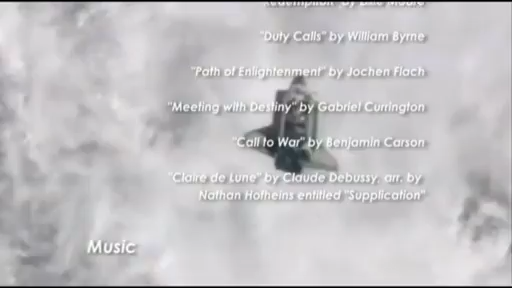 "Duty Calls" by William Byrne
"Path of Enlightenment" by Jochen Flach
"Meeting with Destiny" by Gabriel Currington
"Call to War" by Benjamin Carson
"Claire de Lune" by Claude Debussy, arr. by
Nathan Hofheins entitled "Supplication"
Music